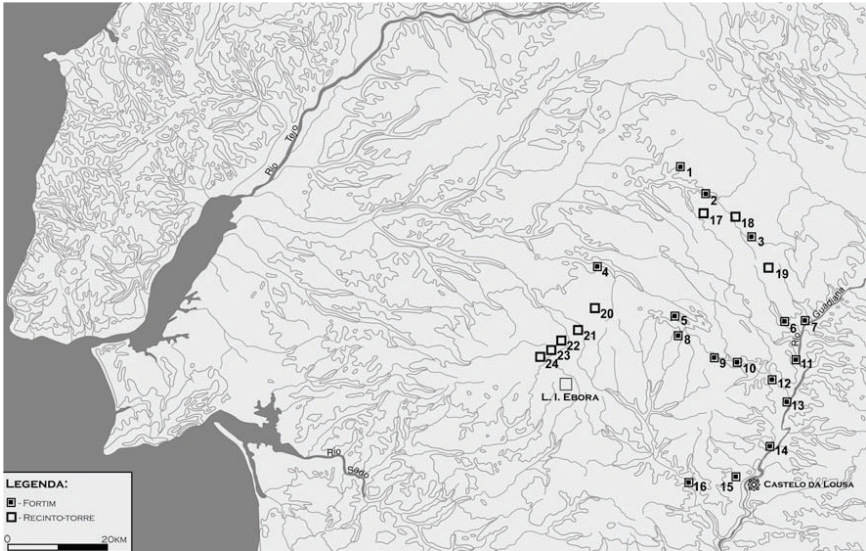 Rio Tejo
1
2
17
18
3
4
19
20
5
6
7
Rio Guadiana
21
8
22
23
24
9
10
11
12
L. I. EBORA
13
14
Rio Sado
16
15
CASTELO DA LOUSA
LEGENDA:
- FORTIM
- RECINTO-TORRE
0
20KM